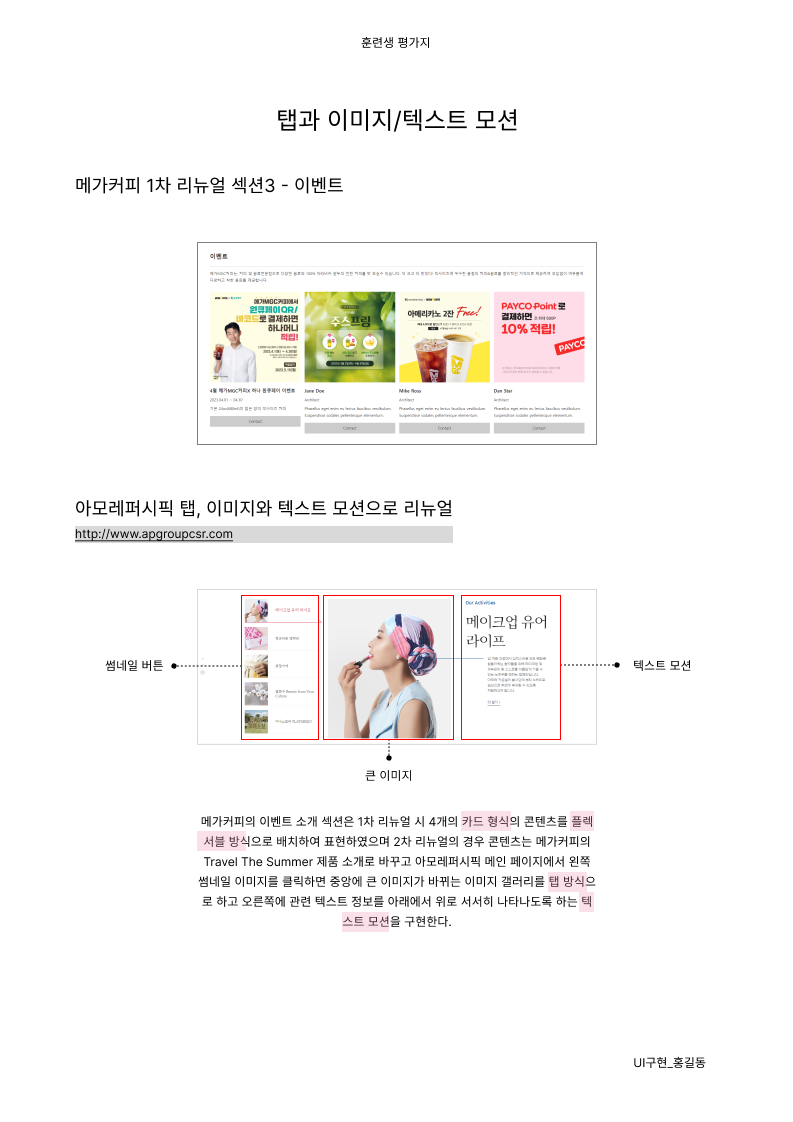 훈련생 평가지
탭과 이미지/텍스트 모션
메가커피 1차 리뉴얼 섹션3 - 이벤트
이벤트
메가MGC커피에서
원큐페이QR/
바코드로 결제하면
하나머니
적립!
주스프링
아메리카노 2잔 Free!
PAYCO Point 로
결제하면
10% 적립!
PAYCO
4월 메가MGC커피X 하나 원큐페이 이벤트
2023.04.01 ~ 04.30
Contact
Jane Doe
Architect
Phasellus eget enim eu lectus faucibus vestibulum.
Suspendisse sodales pellentesque elementum.
Contact
Mike Ross
Architect
Phasellus eget enim eu lectus faucibus vestibulum.
Suspendisse sodales pellentesque elementum.
Contact
Dan Star
Architect
Phasellus eget enim eu lectus faucibus vestibulum.
Suspendisse sodales pellentesque elementum.
Contact
아모레퍼시픽 탭, 이미지와 텍스트 모션으로 리뉴얼
http://www.apgroupcsr.com
썸네일 버튼
메이크업 유어 라이프
Our Activities
메이크업 유어
라이프
텍스트 모션
큰 이미지
메가커피의 이벤트 소개 섹션은 1차 리뉴얼 시 4개의 카드 형식의 콘텐츠를 플렉
서블 방식으로 배치하여 표현하였으며 2차 리뉴얼의 경우 콘텐츠는 메가커피의
Travel The Summer 제품 소개로 바꾸고 아모레퍼시픽 메인 페이지에서 왼쪽
썸네일 이미지를 클릭하면 중앙에 큰 이미지가 바뀌는 이미지 갤러리를 탭 방식으
로 하고 오른쪽에 관련 텍스트 정보를 아래에서 위로 서서히 나타나도록 하는 텍
스트 모션을 구현한다.
UI구현_홍길동